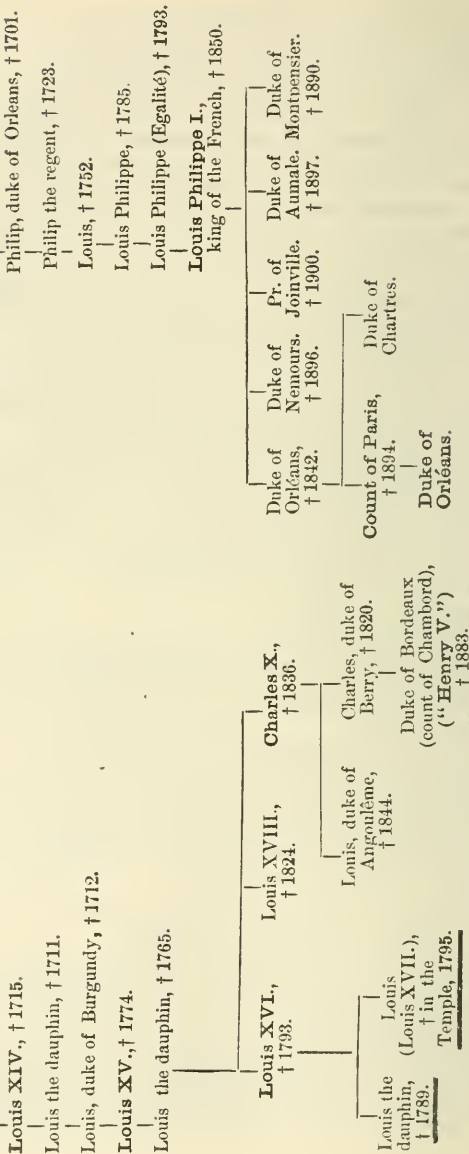 Louis XIV., † 1715.
Louis the dauphin, † 1711.
Louis, duke of Burgundy, † 1712.
Louis XV., † 1774.
Louis the dauphin, † 1765.
Louis XVI.,
† 1793.
Louis the
dauphin,
† 1789.
Louis
(Louis XVII.),
† in the
Temple, 1795.
Louis XVIII.,
† 1824.
Charles X.,
† 1836.
Louis, duke of
Angoulême,
† 1844.
Charles, duke of
Berry, † 1820.
Duke of Bordeaux
(count of Chambord),
("Henry V.")
† 1883.
Philip, duke of Orleans, † 1701.
Philip the regent, † 1723.
Louis, † 1752.
Louis Philippe, † 1785.
Louis Philippe (Egalité), † 1793.
Louis Philippe I.,
king of the French, † 1850.
Duke of
Orléans,
† 1842.
Duke of
Nemours.
† 1896.
Pr. of
Joinville.
† 1900.
Duke of
Aumale.
† 1897.
Duke of
Montpensier.
† 1890.
Count of Paris,
† 1894.
Duke of
Chartres.
Duke of
Orléans.